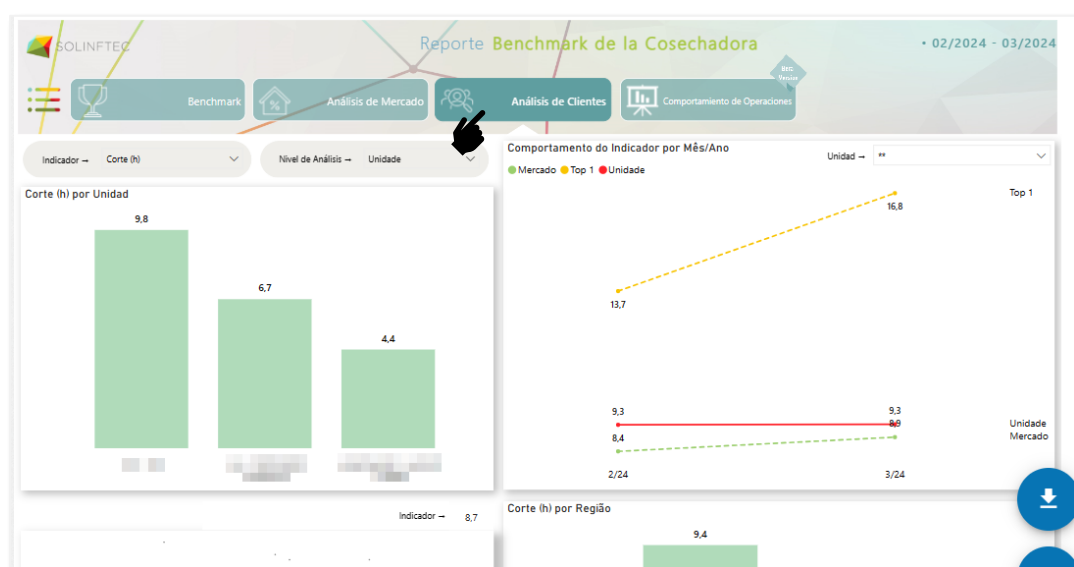 SOLINFTEC
Reporte Benchmark de la Cosechadora
• 02/2024 - 03/2024
Benchmark
Análisis de Mercado
Análisis de Clientes
Comportamiento de Operaciones
Indicador → Corte (h)
Nivel de Análisis → Unidade
Corte (h) por Unidad
9,8
6,7
4,4
Comportamento do Indicador por Mês/Ano
Unidad → **
Mercado Top 1 Unidade
Top 1
16,8
13,7
9,3
9,3
8,9
8,4
Unidade
Mercado
2/24
3/24
Indicador → 8,7
Corte (h) por Região
9,4